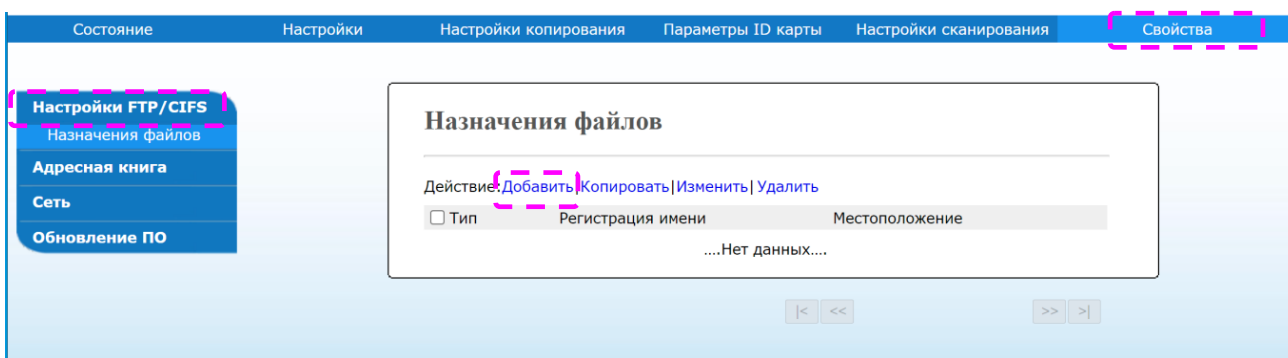 Состояние Настройки Настройки копирования Параметры ID карты Настройки сканирования Свойства
Настройки FTP/CIFS
Назначения файлов
Адресная книга
Сеть
Обновление ПО
Назначения файлов
Действие:Добавить|Копировать|Изменить|Удалить
Тип Регистрация имени Местоположение
....Нет данных....
|< << >> >|